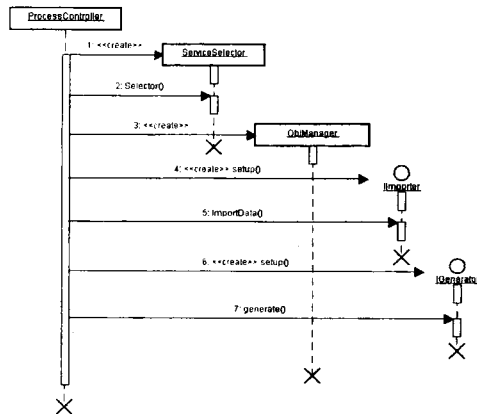 ProcessController
1: <<create>>
ServiceSelector
2: Selector()
3: <<create>>
ObjManager
4: <<create>> setup()
IImporter
5: ImportData()
6: <<create>> setup()
IGenerator
7: generate()